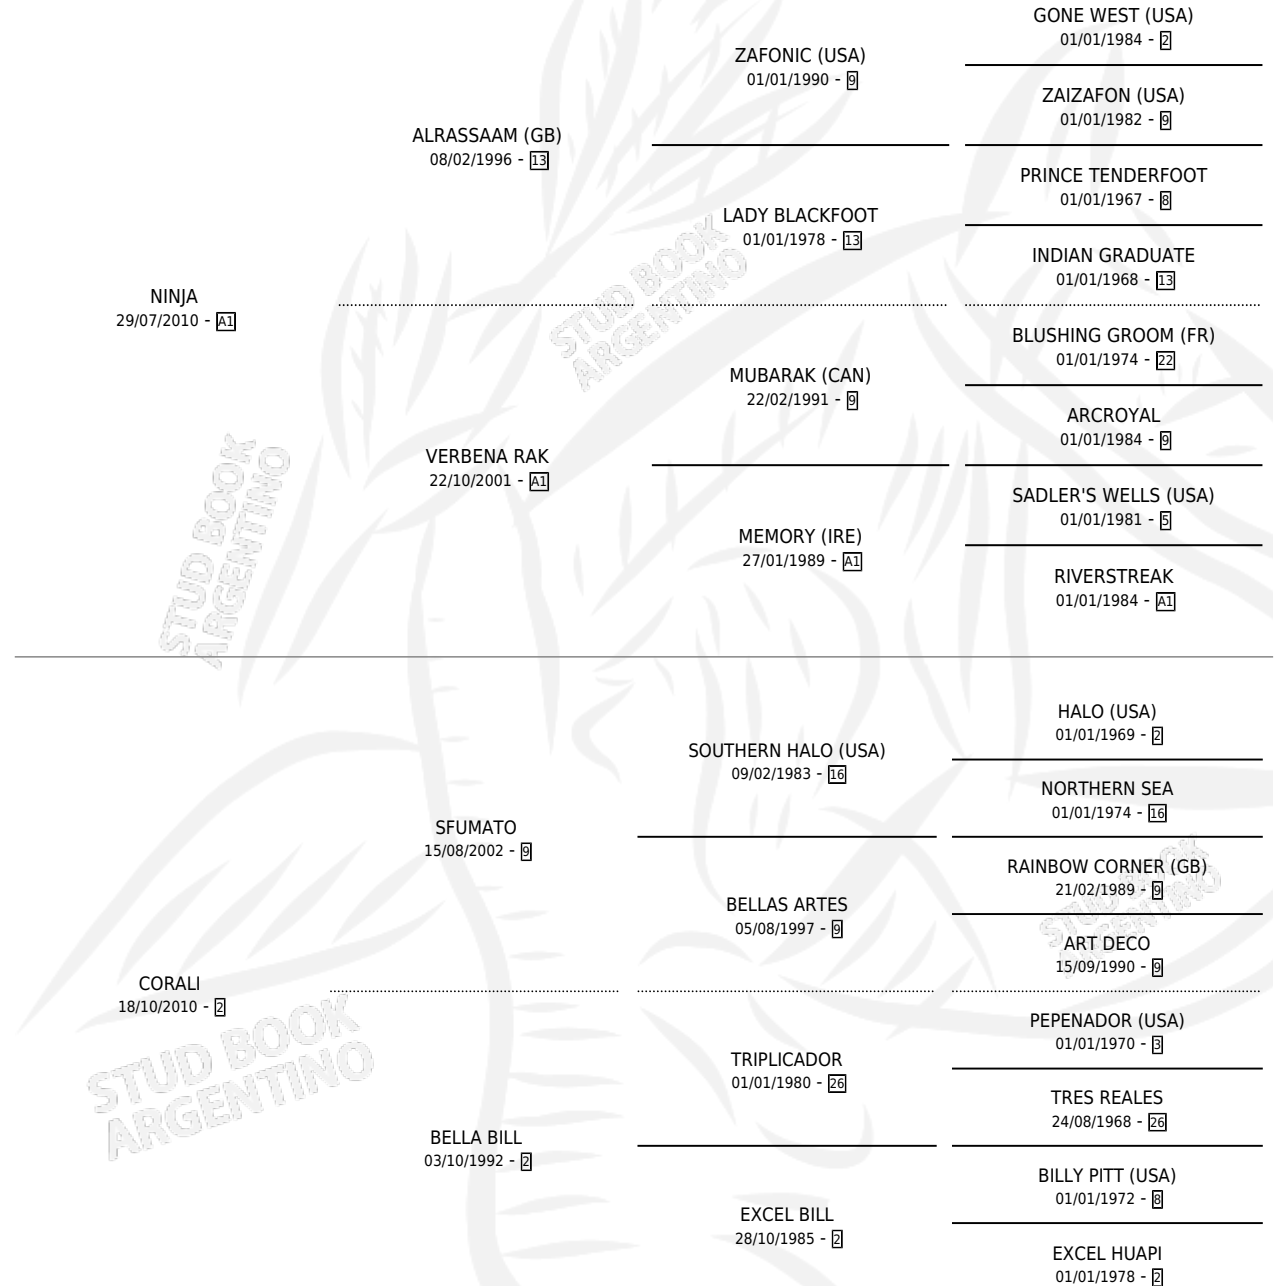 GONE WEST (USA)
01/01/1984 - 2
ZAFONIC (USA)
01/01/1990 - 9
ZAIZAFON (USA)
01/01/1982 - 9
ALRASSAAM (GB)
08/02/1996 - 13
PRINCE TENDERFOOT
01/01/1967 - 8
LADY BLACKFOOT
01/01/1978 - 13
INDIAN GRADUATE
01/01/1968 - 13
NINJA
29/07/2010 - A1
BLUSHING GROOM (FR)
01/01/1974 - 22
MUBARAK (CAN)
22/02/1991 - 9
ARCROYAL
01/01/1984 - 9
VERBENA RAK
22/10/2001 - A1
SADLER'S WELLS (USA)
01/01/1981 - 5
MEMORY (IRE)
27/01/1989 - A1
RIVERSTREAK
01/01/1984 - A1
HALO (USA)
01/01/1969 - 2
SOUTHERN HALO (USA)
09/02/1983 - 16
NORTHERN SEA
01/01/1974 - 16
SFUMATO
15/08/2002 - 9
RAINBOW CORNER (GB)
21/02/1989 - 9
BELLAS ARTES
05/08/1997 - 9
ART DECO
15/09/1990 - 9
CORALI
18/10/2010 - 2
PEPENADOR (USA)
01/01/1970 - 3
TRIPLICADOR
01/01/1980 - 26
TRES REALES
24/08/1968 - 26
BELLA BILL
03/10/1992 - 2
BILLY PITT (USA)
01/01/1972 - 8
EXCEL BILL
28/10/1985 - 2
EXCEL HUAPI
01/01/1978 - 2
STUD BOOK
ARGENTINO
STUD BOOK
ARGENTINO
STUD BOOK
ARGENTINO
STUD BOOK
ARGENTINO